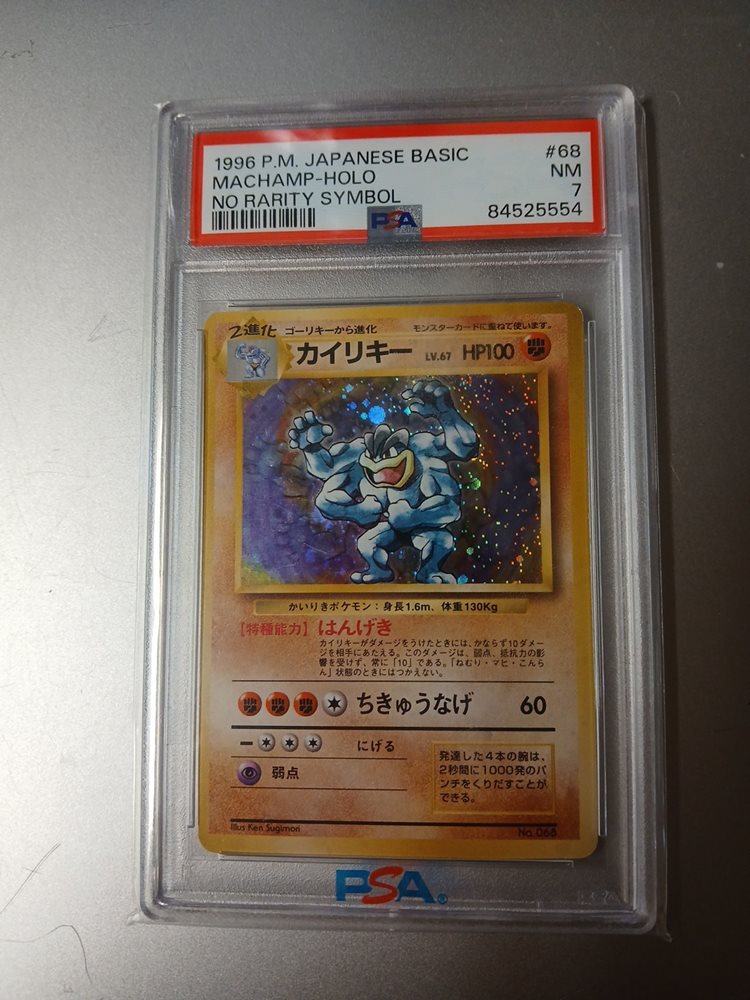 1996 P.M. JAPANESE BASIC #68
MACHAMP-HOLO NM
NO RARITY SYMBOL 7
PSA 84525554
2進化 ゴーリキーから進化 モンスターカードに重ねて使います。
カイリキー LV.67 HP100
かいりきポケモン：身長1.6m、体重130Kg
【特殊能力】はんげき
カイリキーがダメージをうけたときには、かならず10ダメー
ジを相手にあたえる。このダメージは、弱点、抵抗力の影
響を受けず、常に「10」である。「ねむり・マヒ・こんら
ん」状態のときにはつかえない。
ちきゅうなげ 60
にげる
弱点
発達した4本の腕は、
2秒間に1000発のパ
ンチをくりだすことが
できる。
Illus. Ken Sugimori No.068
PSA